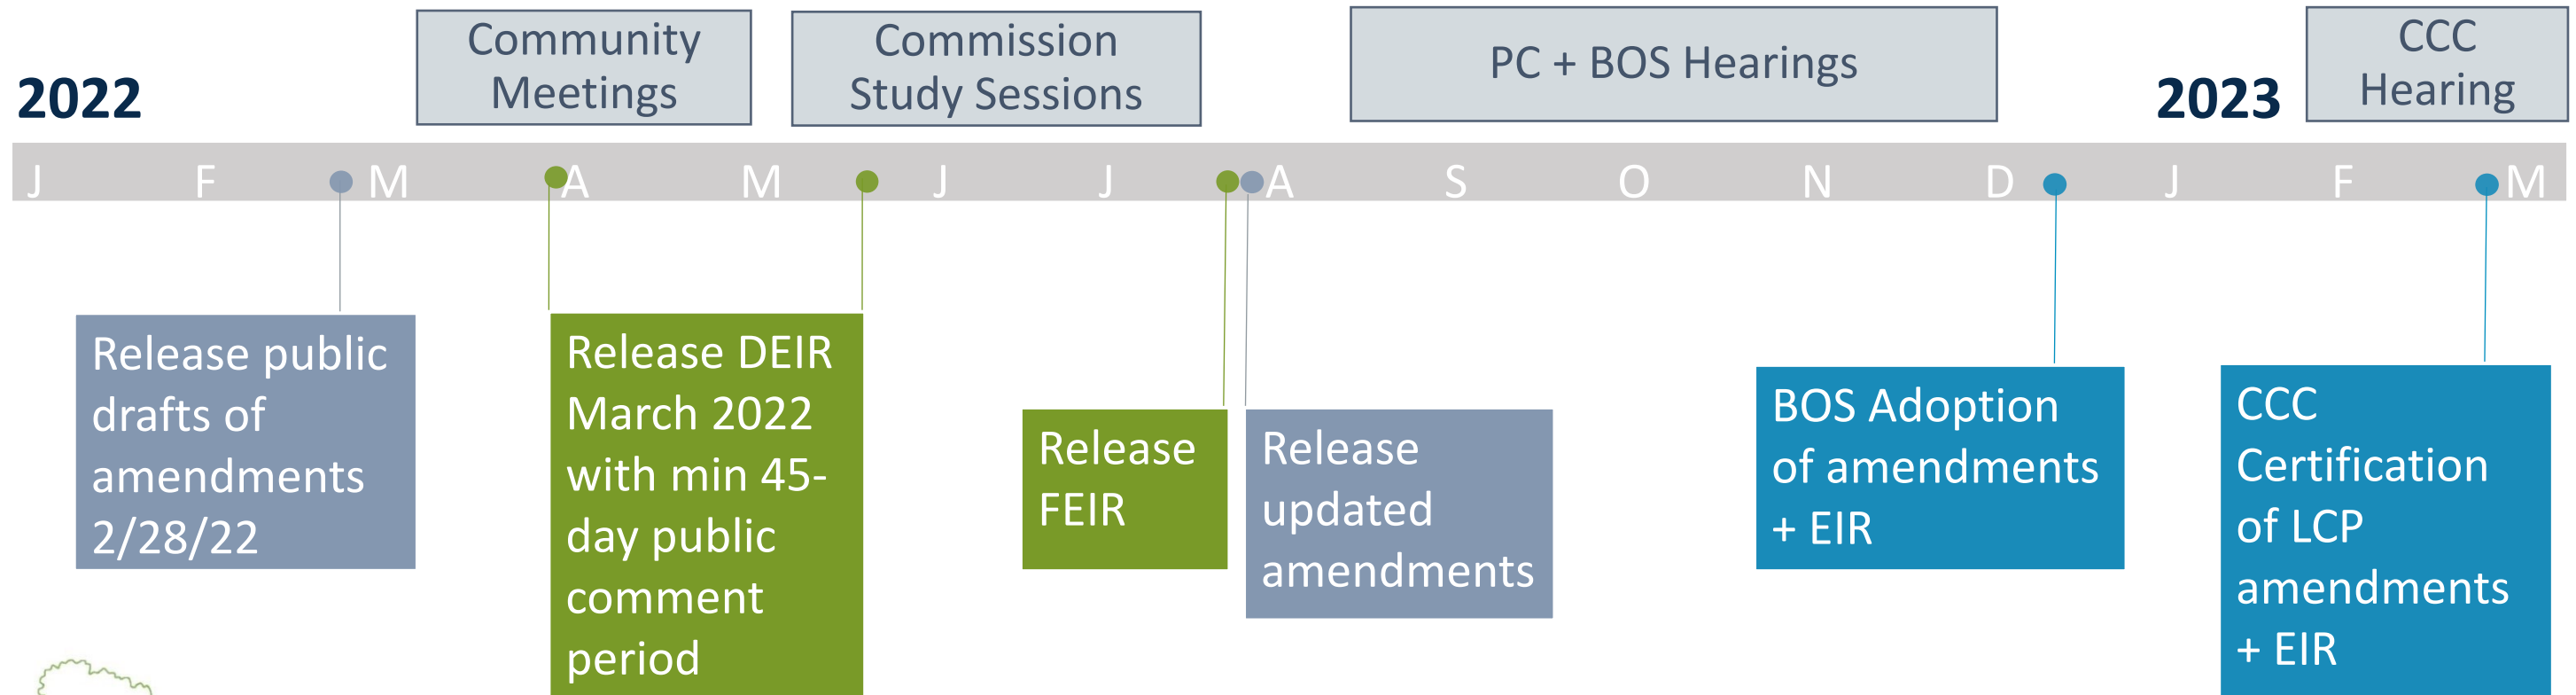 2022
Community
Meetings
Commission
Study Sessions
PC + BOS Hearings
2023
CCC
Hearing
J F M A M J J A S O N D J F M
Release public
drafts of
amendments
2/28/22
Release DEIR
March 2022
with min 45-
day public
comment
period
Release
FEIR
Release
updated
amendments
BOS Adoption
of amendments
+ EIR
CCC
Certification
of LCP
amendments
+ EIR